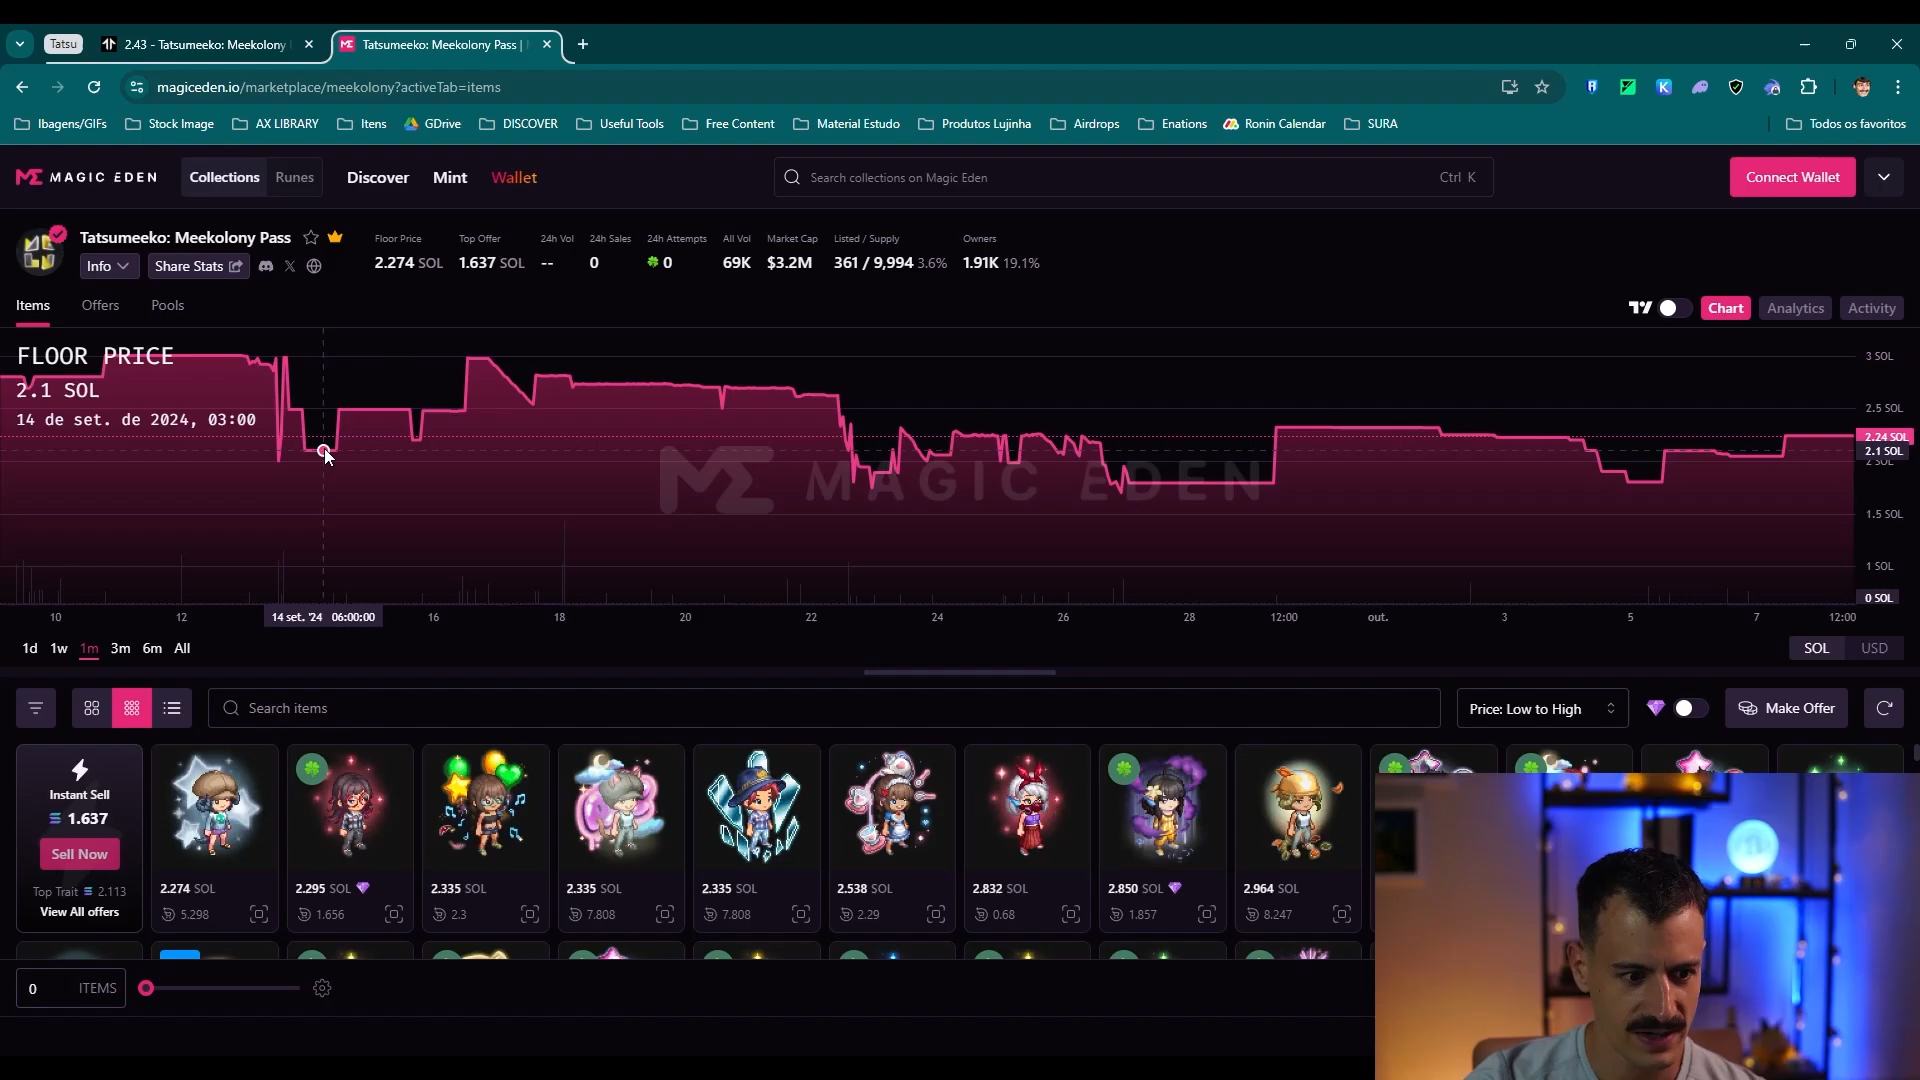 Tatsu
2.43 - Tatsumeeko: Meekolony
Tatsumeeko: Meekolony Pass |
magiceden.io/marketplace/meekolony?activeTab=items
Ibagens/GIFs
Stock Image
AX LIBRARY
Itens
GDrive
DISCOVER
Useful Tools
Free Content
Material Estudo
Produtos Lujinha
Airdrops
Enations
Ronin Calendar
SURA
Todos os favoritos
MAGIC EDEN
Collections
Runes
Discover
Mint
Wallet
Search collections on Magic Eden
Ctrl K
Connect Wallet
Tatsumeeko: Meekolony Pass
Info
Share Stats
Floor Price
2.274 SOL
Top Offer
1.637 SOL
24h Vol
--
24h Sales
0
24h Attempts
0
All Vol
69K
Market Cap
$3.2M
Listed / Supply
361 / 9,994 3.6%
Owners
1.91K 19.1%
Items
Offers
Pools
Chart
Analytics
Activity
FLOOR PRICE
2.1 SOL
14 de set. de 2024, 03:00
MAGIC EDEN
3 SOL
2.5 SOL
2.24 SOL
2.1 SOL
2 SOL
1.5 SOL
1 SOL
0 SOL
10
12
14 set. '24 06:00:00
16
18
20
22
24
26
28
12:00
out.
3
5
7
12:00
1d
1w
1m
3m
6m
All
SOL
USD
Search items
Price: Low to High
Make Offer
Instant Sell
1.637
Sell Now
Top Trait 2.113
View All offers
2.274 SOL
5.298
2.295 SOL
1.656
2.335 SOL
2.3
2.335 SOL
7.808
2.335 SOL
7.808
2.538 SOL
2.29
2.832 SOL
0.68
2.850 SOL
1.857
2.964 SOL
8.247
0 ITEMS